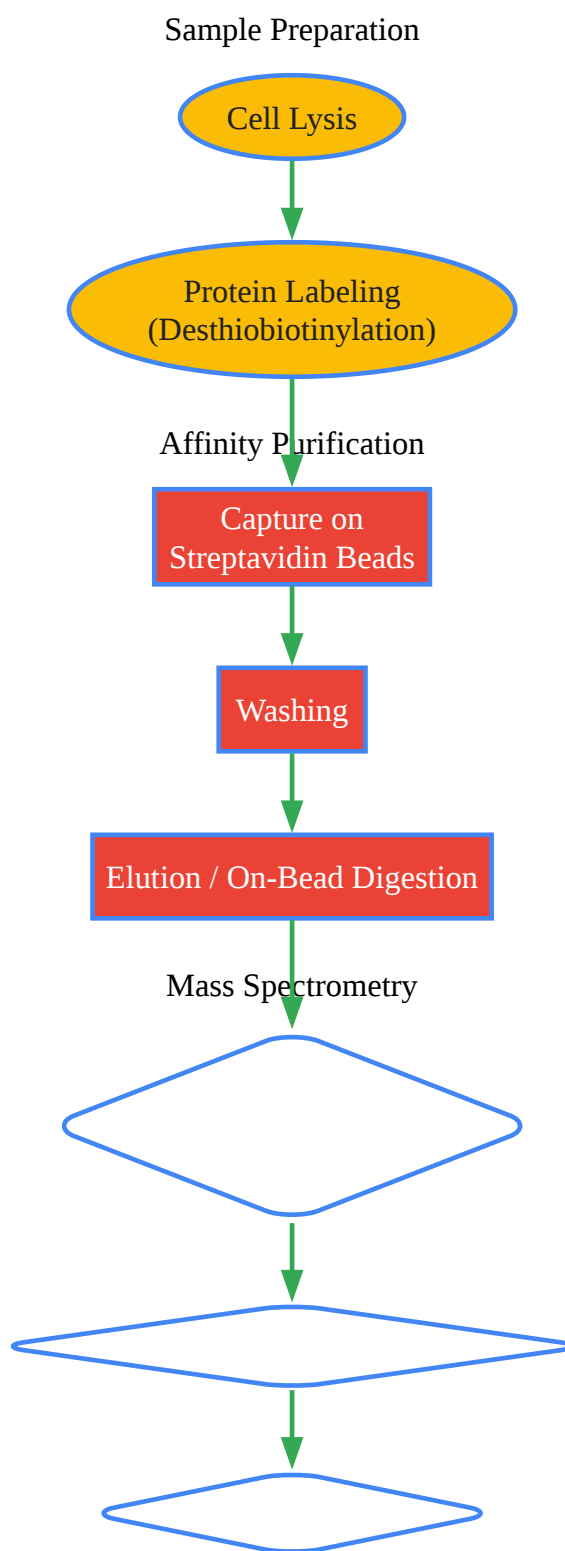 Sample Preparation
Cell Lysis
Protein Labeling
(Desthiobiotinylation)
Affinity Purification
Capture on
Streptavidin Beads
Washing
Elution / On-Bead Digestion
Mass Spectrometry